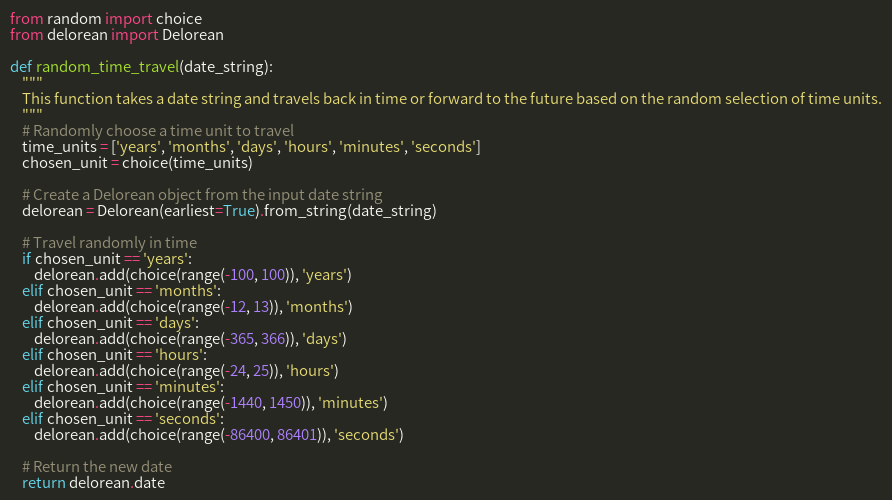 from random import choice
from delorean import Delorean
def random_time_travel(date_string):
"""
This function takes a date string and travels back in time or forward to the future based on the random selection of time units.
"""
# Randomly choose a time unit to travel
time_units = ['years', 'months', 'days', 'hours', 'minutes', 'seconds']
chosen_unit = choice(time_units)
# Create a Delorean object from the input date string
delorean = Delorean(earliest=True).from_string(date_string)
# Travel randomly in time
if chosen_unit == 'years':
delorean.add(choice(range(-100, 100)), 'years')
elif chosen_unit == 'months':
delorean.add(choice(range(-12, 13)), 'months')
elif chosen_unit == 'days':
delorean.add(choice(range(-365, 366)), 'days')
elif chosen_unit == 'hours':
delorean.add(choice(range(-24, 25)), 'hours')
elif chosen_unit == 'minutes':
delorean.add(choice(range(-1440, 1450)), 'minutes')
elif chosen_unit == 'seconds':
delorean.add(choice(range(-86400, 86401)), 'seconds')
# Return the new date
return delorean.date